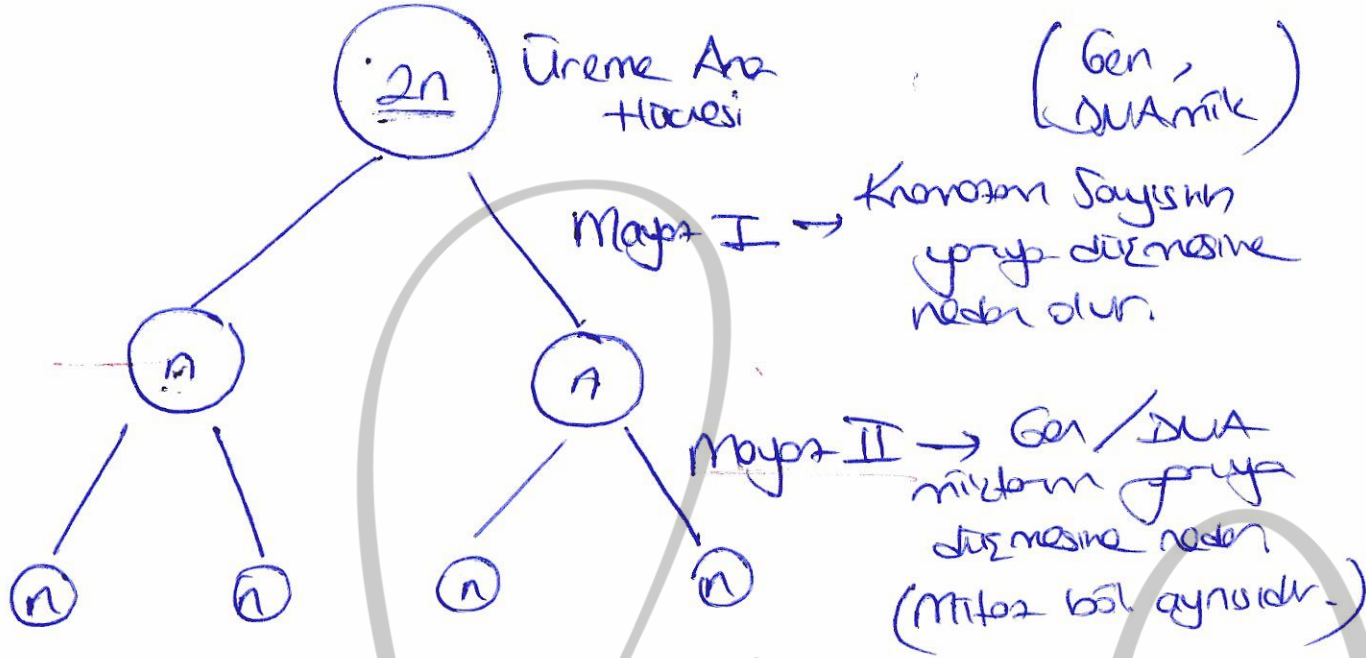 2n
Üreme Ana
Hücresi
(Gen,
DNA mik)
Mayoz I → Kromozom Sayısının
yarıya düşmesine
neden olur.
n
n
Mayoz II → Gen / DNA
miktarın yarıya
düşmesine neden
(Mitoz böl. aynısıdır.)
n
n
n
n